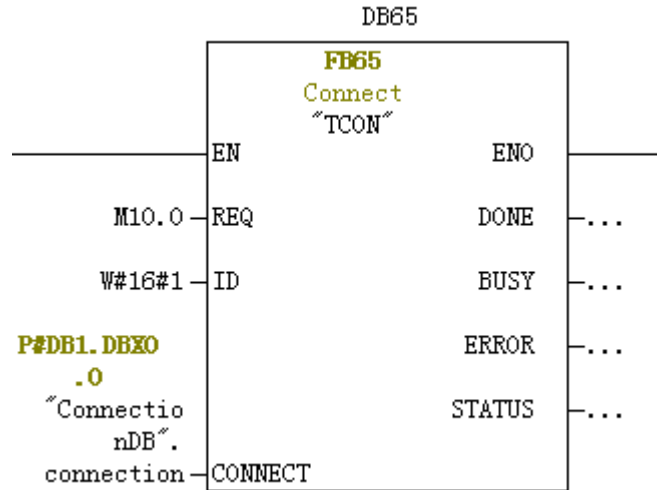 DB65
FB65
Connect
"TCON"
EN ENO
M10.0 REQ DONE ...
W#16#1 ID BUSY ...
P#DB1.DBX0
.0
ERROR ...
"Connectio
nDB".
STATUS ...
connection CONNECT